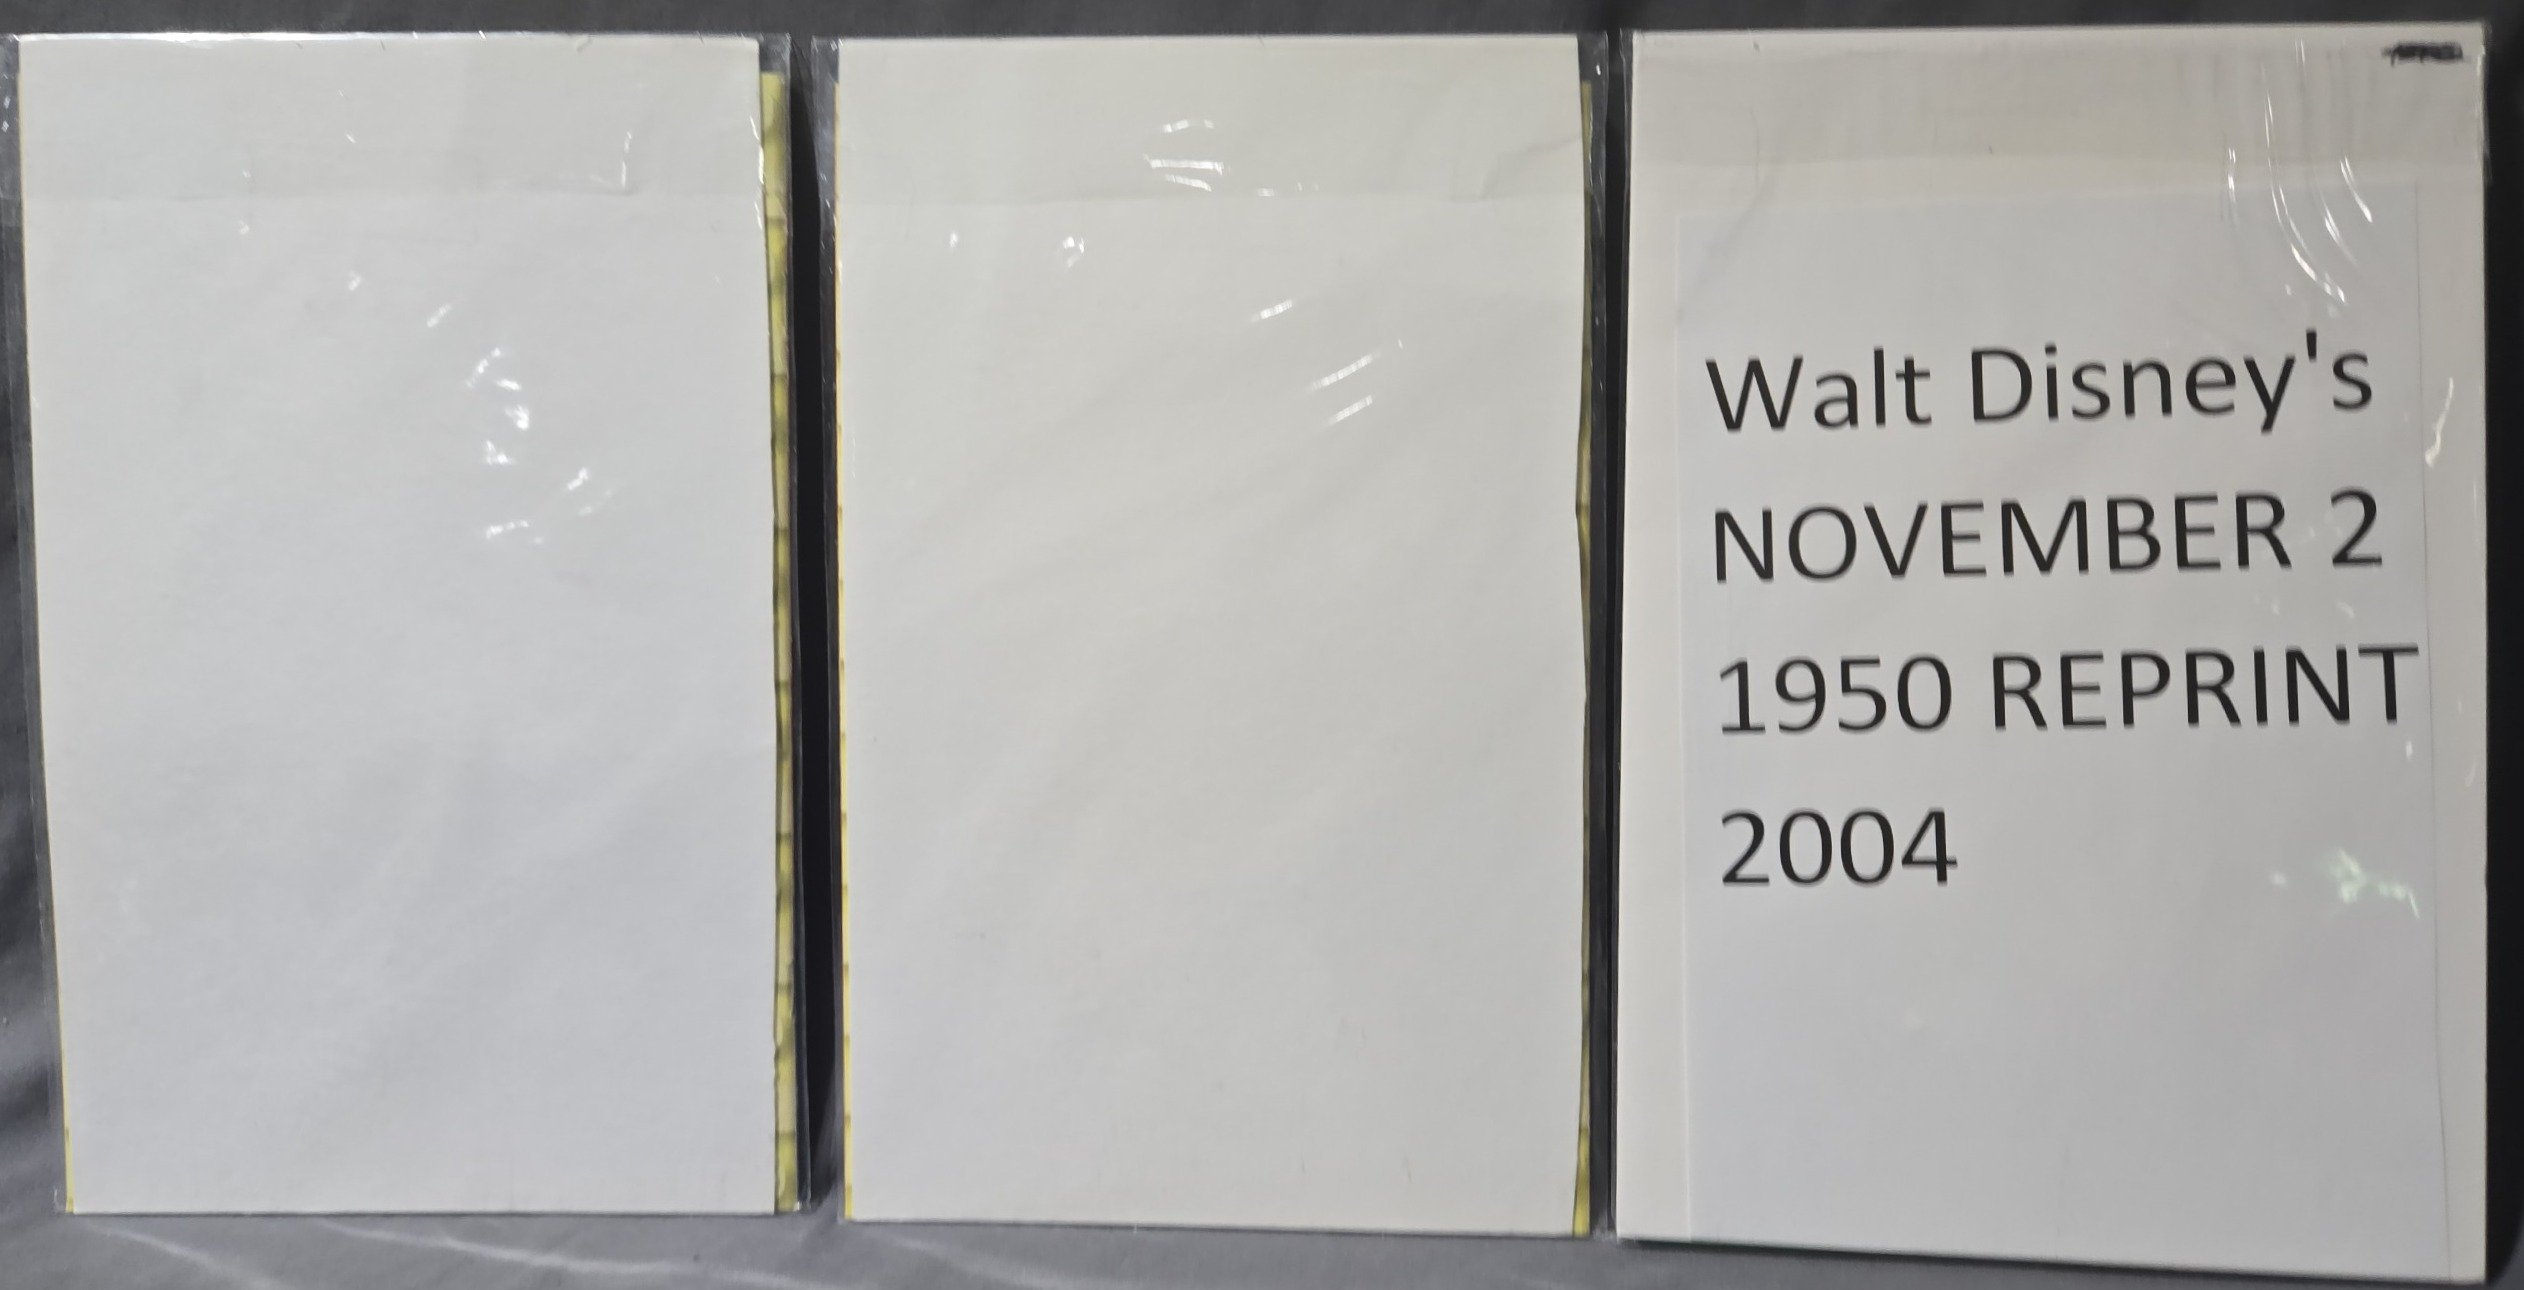 Walt Disney's
NOVEMBER 2
1950 REPRINT
2004